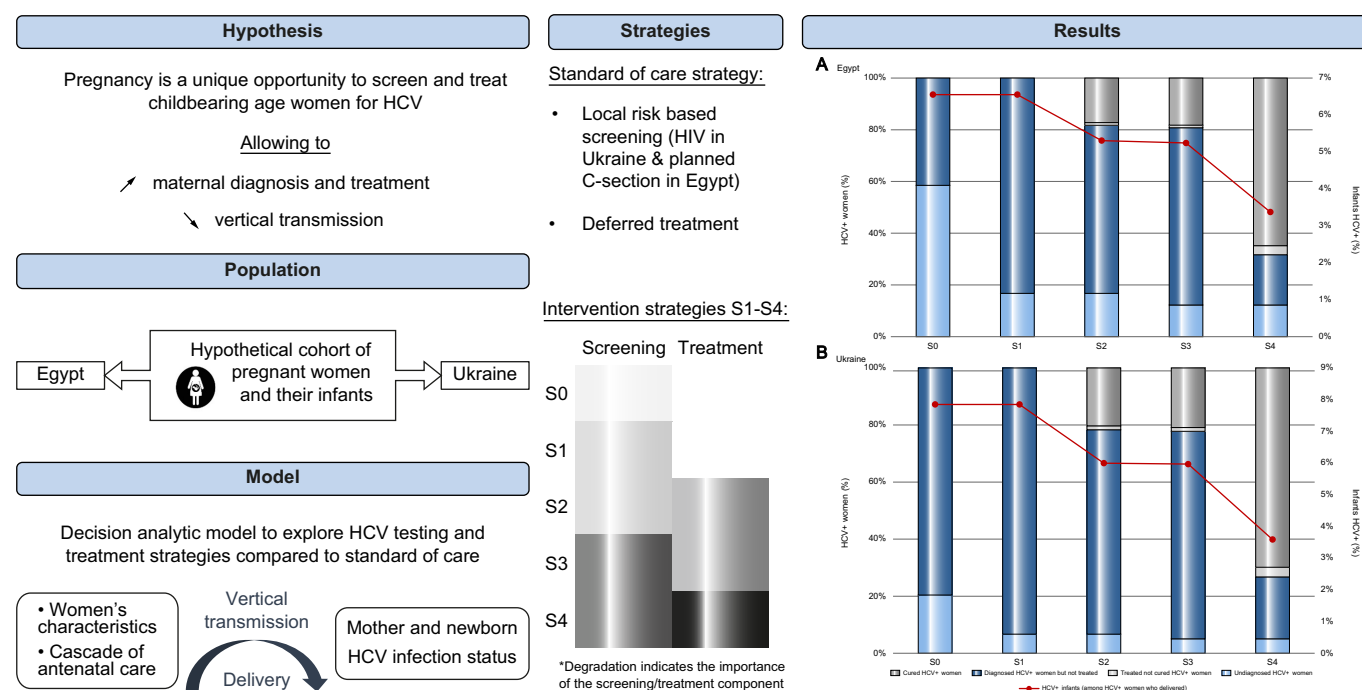 Hypothesis
Pregnancy is a unique opportunity to screen and treat
childbearing age women for HCV
Allowing to
maternal diagnosis and treatment
vertical transmission
Population
Egypt
Hypothetical cohort of
pregnant women
and their infants
Ukraine
Model
Decision analytic model to explore HCV testing and
treatment strategies compared to standard of care
• Women's
characteristics
• Cascade of
antenatal care
Vertical
transmission
Delivery
Mother and newborn
HCV infection status
Strategies
Standard of care strategy:
• Local risk based
screening (HIV in
Ukraine & planned
C-section in Egypt)
• Deferred treatment
Intervention strategies S1-S4:
Screening Treatment
S0
S1
S2
S3
S4
*Degradation indicates the importance
of the screening/treatment component
Results
A Egypt
100%
80%
60%
40%
20%
0%
HCV+ women (%)
7%
6%
5%
4%
3%
2%
1%
0%
Infants HCV+ (%)
S0 S1 S2 S3 S4
B Ukraine
100%
80%
60%
40%
20%
0%
HCV+ women (%)
9%
8%
7%
6%
5%
4%
3%
2%
1%
0%
Infants HCV+ (%)
S0 S1 S2 S3 S4
Cured HCV+ women Diagnosed HCV+ women but not treated Treated not cured HCV+ women Undiagnosed HCV+ women
HCV+ infants (among HCV+ women who delivered)